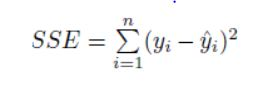 SSE = \sum_{i=1}^{n} (y_i - \hat{y}_i)^2